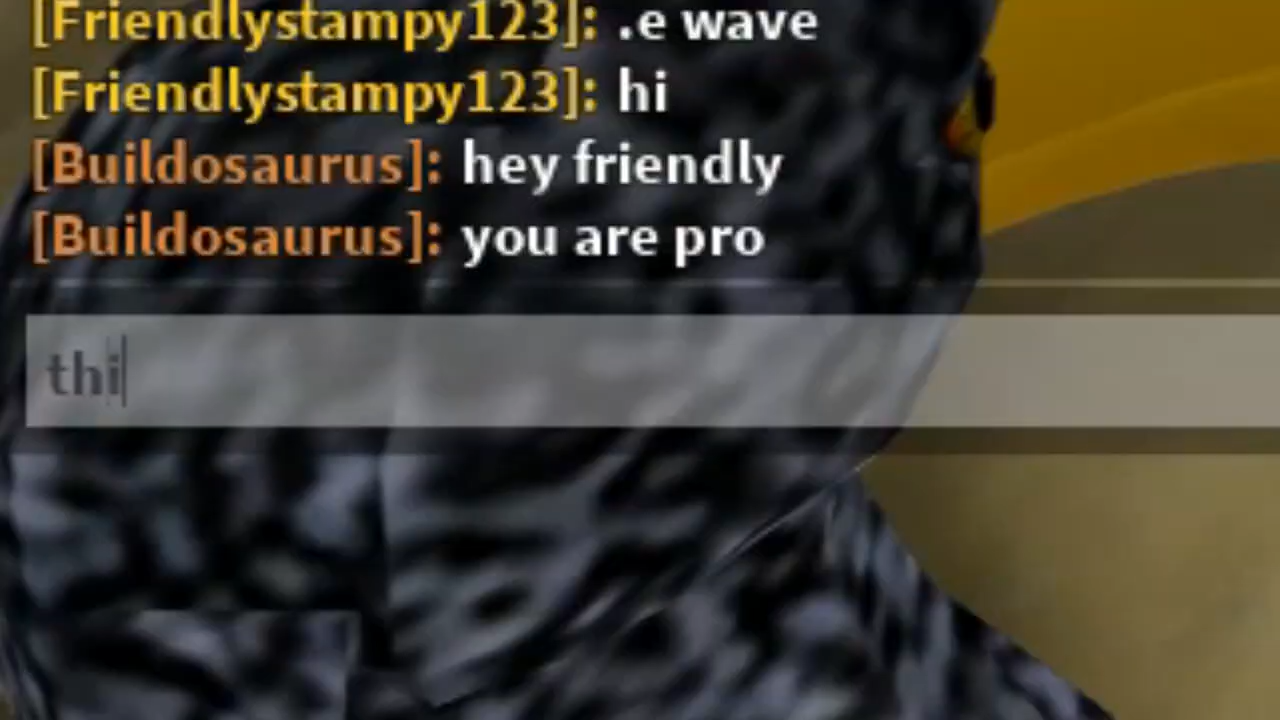 [Friendlystampy123]: .e wave
[Friendlystampy123]: hi
[Buildosaurus]: hey friendly
[Buildosaurus]: you are pro
thi